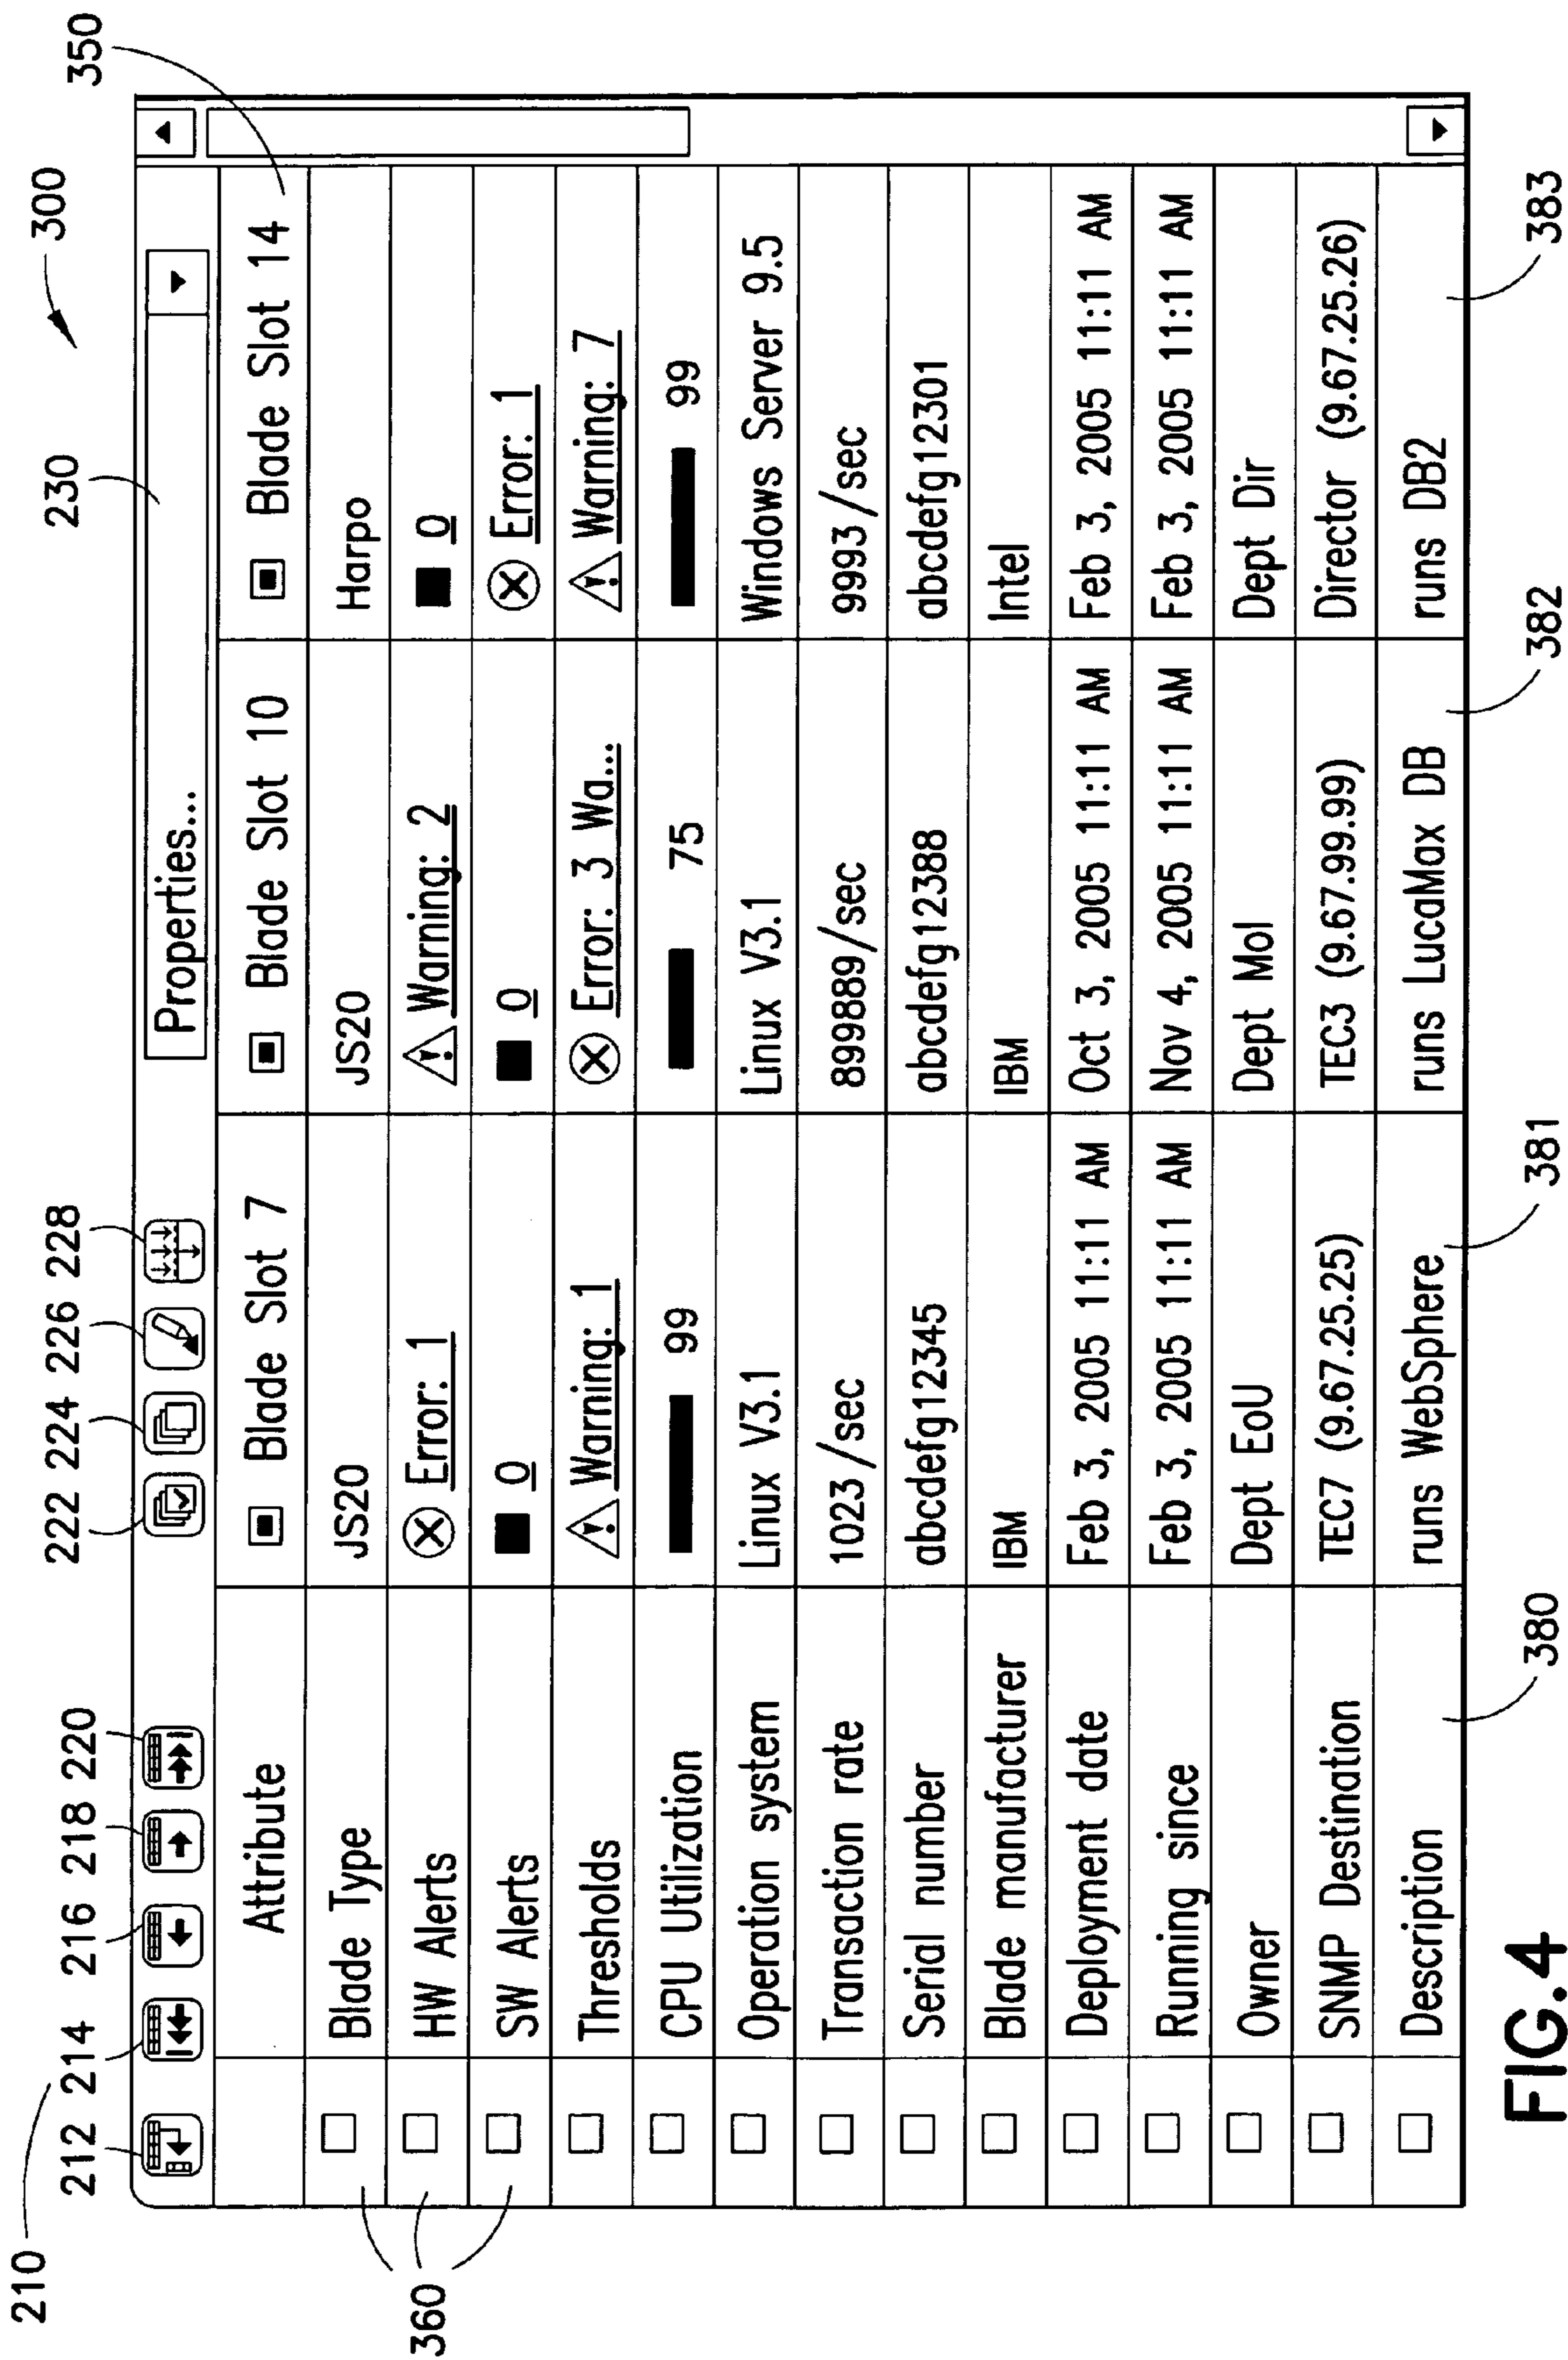 210
300
212 214 216 218 220 222 224 226 228 230 350
Properties...
Attribute Blade Slot 7 Blade Slot 10 Blade Slot 14
Blade Type JS20 JS20 Harpo
HW Alerts Error: 1 Warning: 2 0
SW Alerts 0 0 Error: 1
Thresholds Warning: 1 Error: 3 Wa... Warning: 7
CPU Utilization 99 75 99
Operation system Linux V3.1 Linux V3.1 Windows Server 9.5
Transaction rate 1023/sec 899889/sec 9993/sec
Serial number abcdefg12345 abcdefg12388 abcdefg12301
Blade manufacturer IBM IBM Intel
Deployment date Feb 3, 2005 11:11 AM Oct 3, 2005 11:11 AM Feb 3, 2005 11:11 AM
Running since Feb 3, 2005 11:11 AM Nov 4, 2005 11:11 AM Feb 3, 2005 11:11 AM
Owner Dept EoU Dept Mol Dept Dir
SNMP Destination TEC7 (9.67.25.25) TEC3 (9.67.99.99) Director (9.67.25.26)
Description runs WebSphere runs LucaMax DB runs DB2
360
380 381 382 383
FIG.4